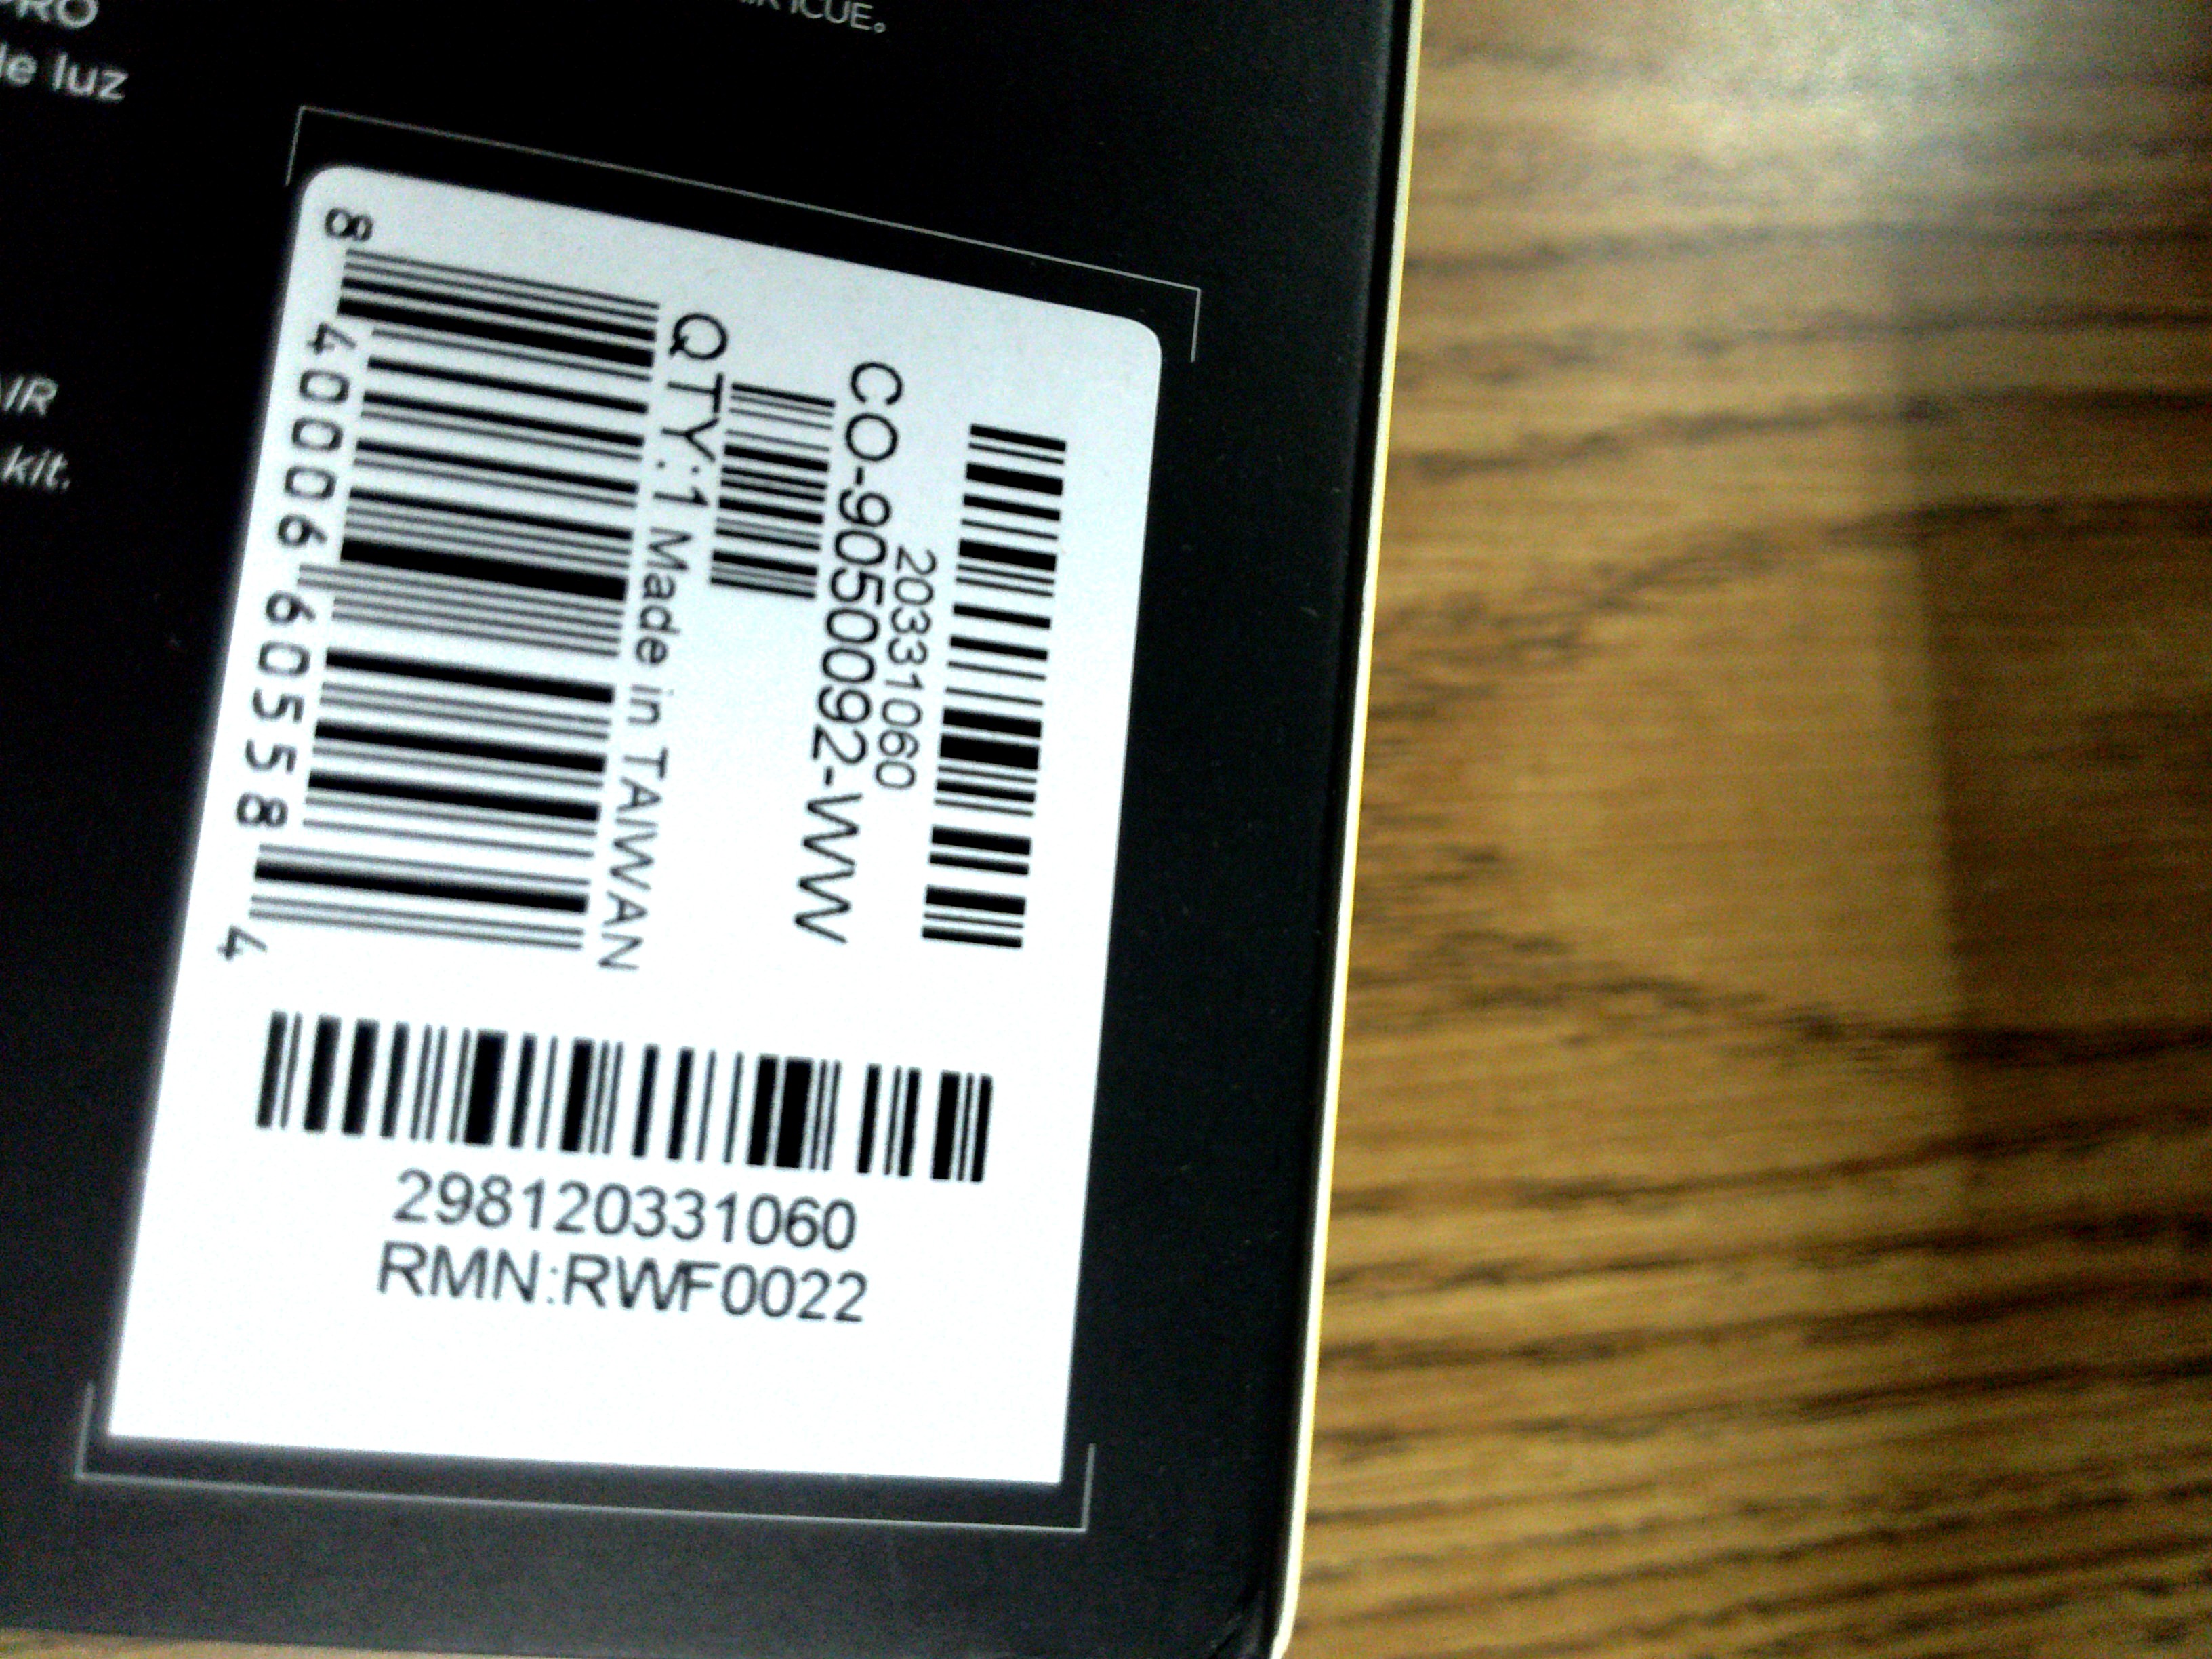 de luz
kit.
20331060
CO-9050092-WW
QTY:1 Made in TAIWAN
8 40006 60558 4
298120331060
RMN:RWF0022